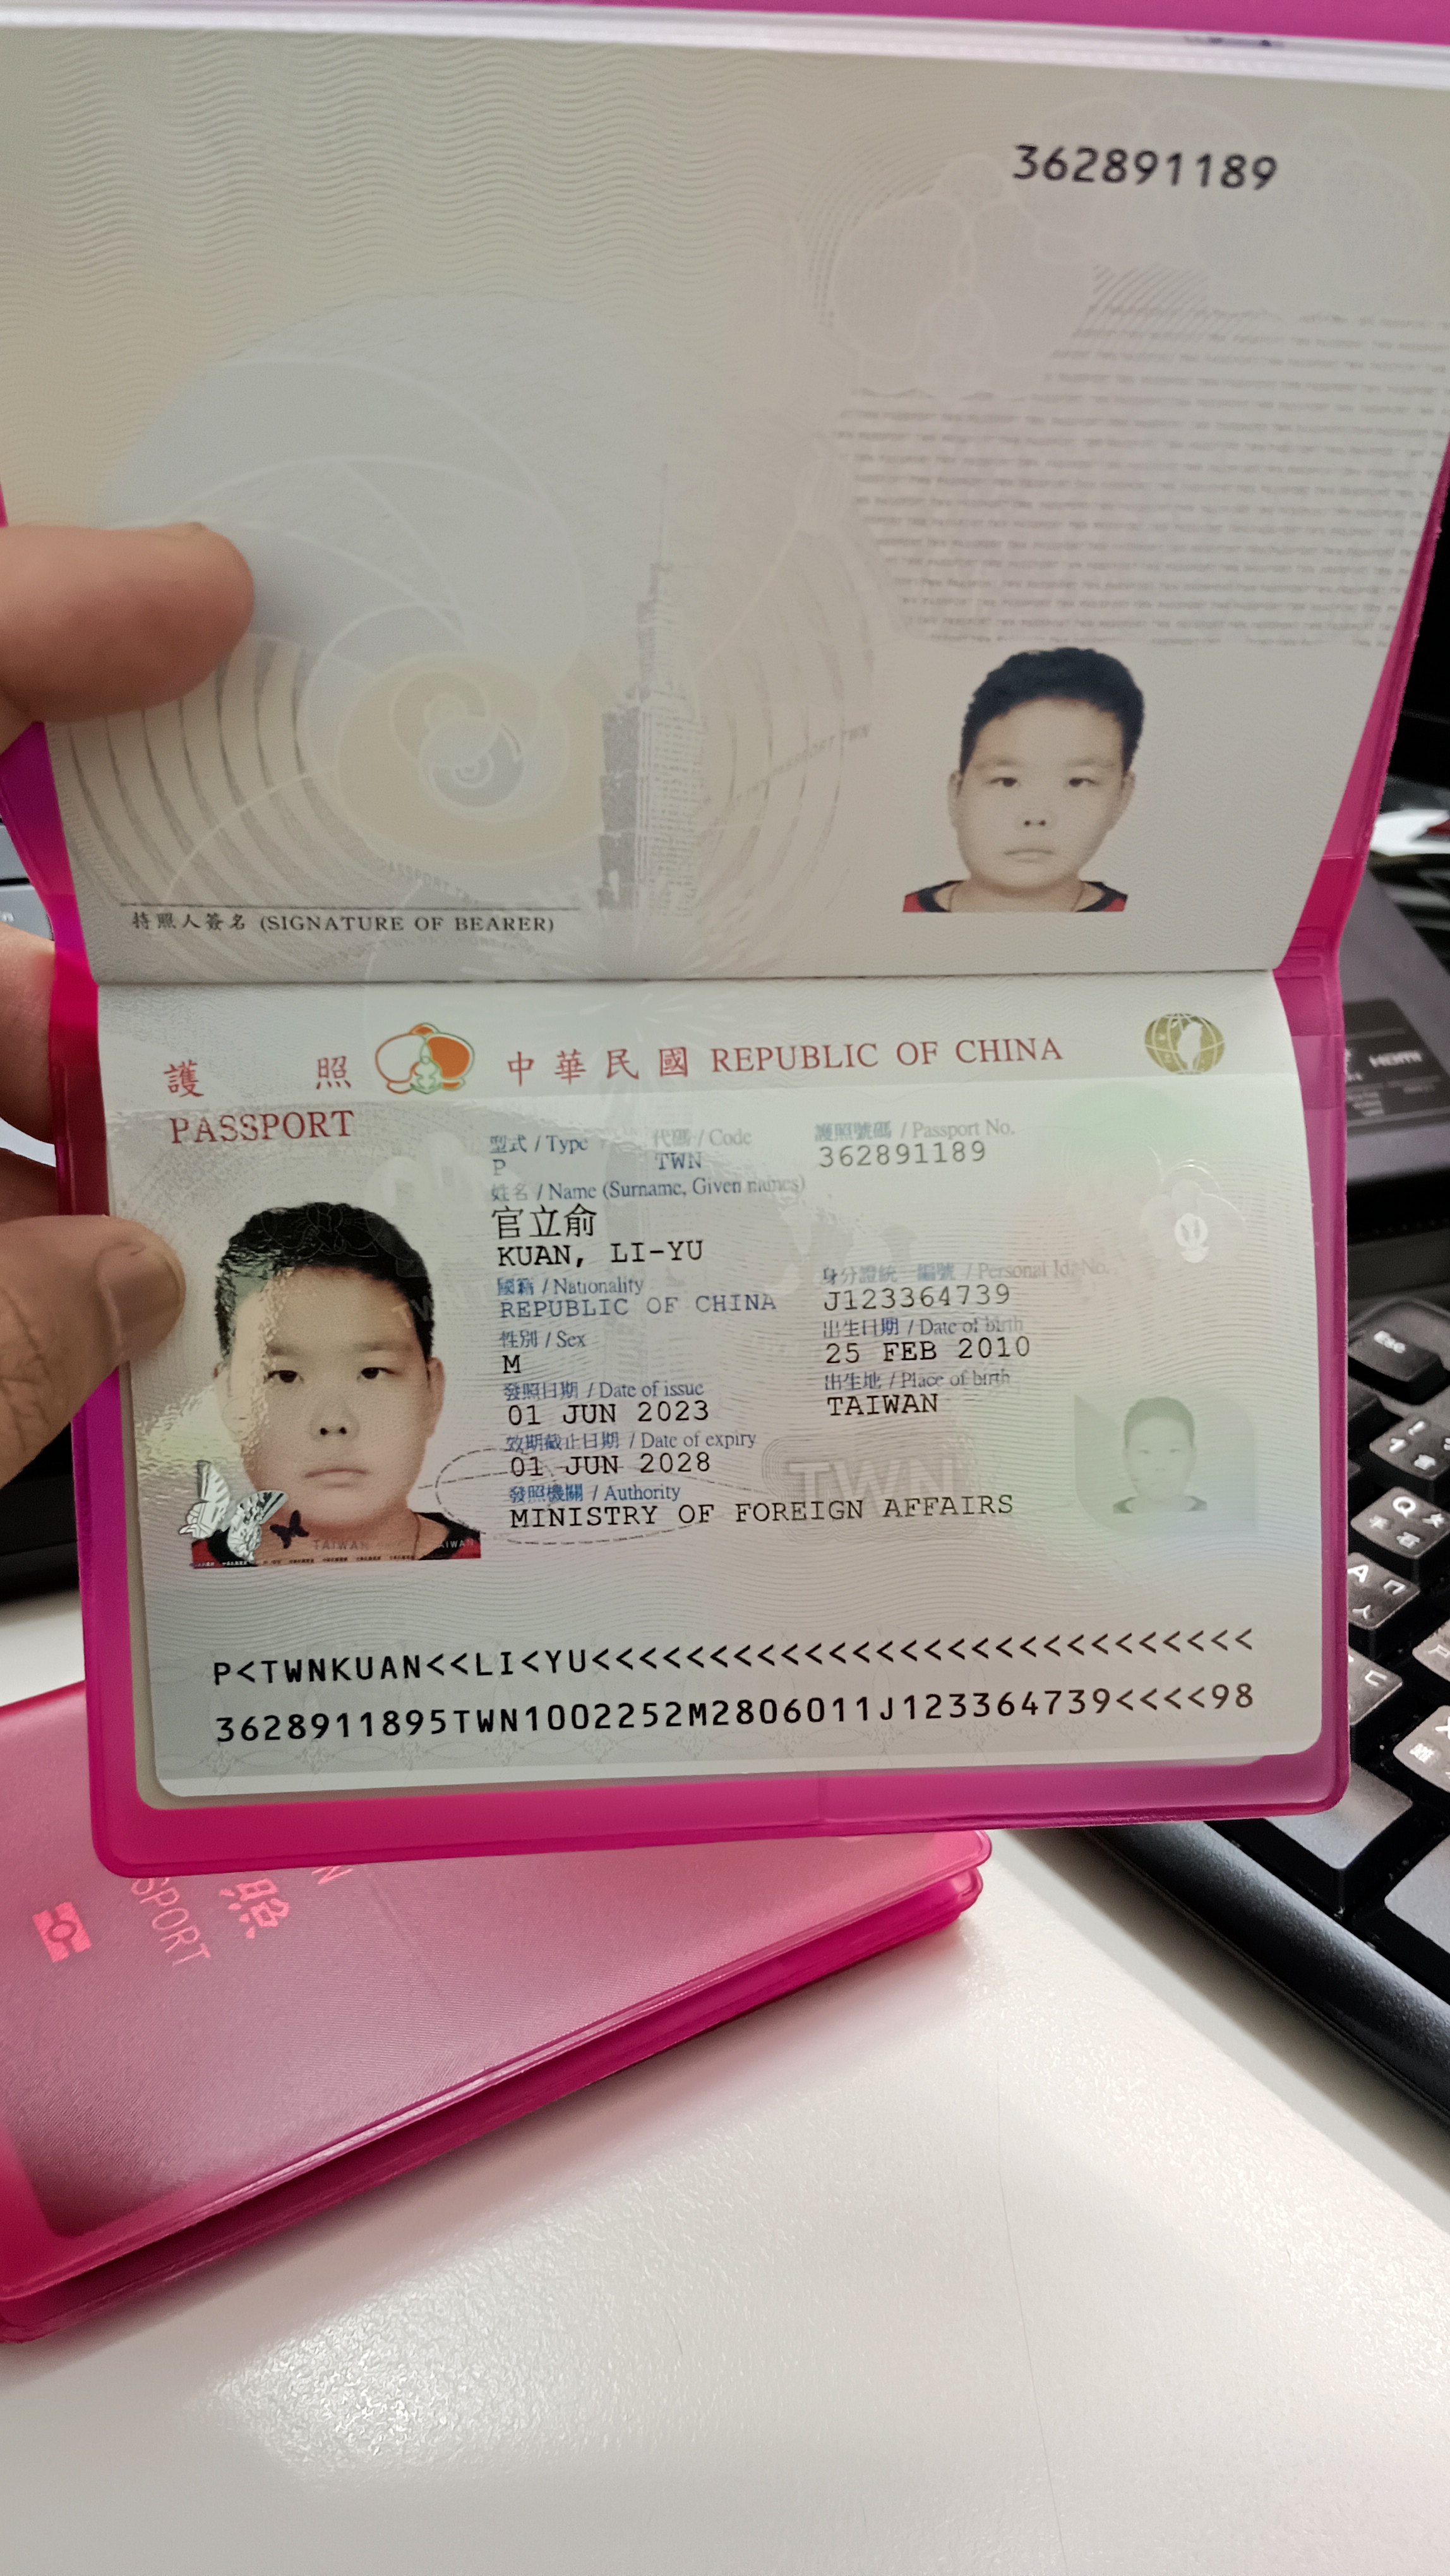 362891189
持照人簽名 (SIGNATURE OF BEARER)
護 照 中華民國 REPUBLIC OF CHINA
PASSPORT
型式 / Type 代碼 / Code 護照號碼 / Passport No.
P TWN 362891189
姓名 / Name (Surname, Given names)
官立俞
KUAN, LI-YU
國籍 / Nationality 身分證統一編號 / Personal Id. No.
REPUBLIC OF CHINA J123364739
性別 / Sex 出生日期 / Date of birth
M 25 FEB 2010
發照日期 / Date of issue 出生地 / Place of birth
01 JUN 2023 TAIWAN
效期截止日期 / Date of expiry
01 JUN 2028
TWN
發照機關 / Authority
MINISTRY OF FOREIGN AFFAIRS
TAIWAN
P<TWNKUAN<<LI<YU<<<<<<<<<<<<<<<<<<<<<<<<<<<<
3628911895TWN1002252M2806011J123364739<<<<98
照
SPORT
Esc
Q
A